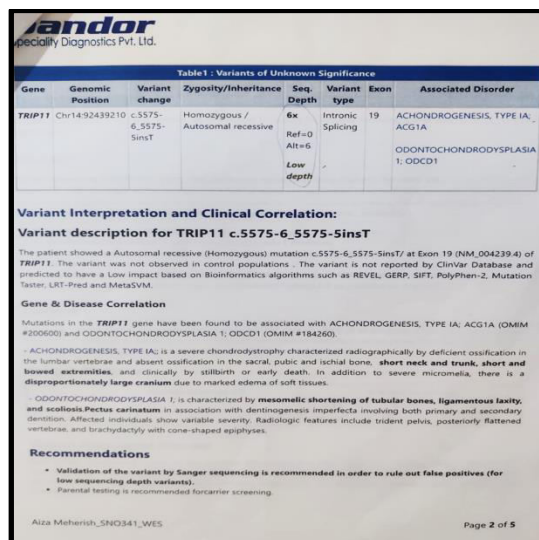 andor
peciality Diagnostics Pvt. Ltd.
Table1 : Variants of Unknown Significance
Gene Genomic Position Variant change Zygosity/Inheritance Seq. Depth Variant type Exon Associated Disorder
TRIP11 Chr14:92439210 c.5575-6_5575-5insT Homozygous / Autosomal recessive 6x Ref=0 Alt=6 Low depth Intronic Splicing 19 ACHONDROGENESIS, TYPE IA; ACG1A ODONTOCHONDRODYSPLASIA 1; ODCD1
Variant Interpretation and Clinical Correlation:
Variant description for TRIP11 c.5575-6_5575-5insT
The patient showed a Autosomal recessive (Homozygous) mutation c.5575-6_5575-5insT/ at Exon 19 (NM_004239.4) of
TRIP11. The variant was not observed in control populations . The variant is not reported by ClinVar Database and
predicted to have a Low impact based on Bioinformatics algorithms such as REVEL, GERP, SIFT, PolyPhen-2, Mutation
Taster, LRT-Pred and MetaSVM.
Gene & Disease Correlation
Mutations in the TRIP11 gene have been found to be associated with ACHONDROGENESIS, TYPE IA; ACG1A (OMIM
#200600) and ODONTOCHONDRODYSPLASIA 1; ODCD1 (OMIM #184260).
- ACHONDROGENESIS, TYPE IA;; is a severe chondrodystrophy characterized radiographically by deficient ossification in
the lumbar vertebrae and absent ossification in the sacral, pubic and ischial bone, short neck and trunk, short and
bowed extremities, and clinically by stillbirth or early death. In addition to severe micromelia, there is a
disproportionately large cranium due to marked edema of soft tissues.
- ODONTOCHONDRODYSPLASIA 1, is characterized by mesomelic shortening of tubular bones, ligamentous laxity,
and scoliosis.Pectus carinatum in association with dentinogenesis imperfecta involving both primary and secondary
dentition. Affected individuals show variable severity. Radiologic features include trident pelvis, posteriorly flattened
vertebrae, and brachydactyly with cone-shaped epiphyses.
Recommendations
• Validation of the variant by Sanger sequencing is recommended in order to rule out false positives (for
low sequencing depth variants).
• Parental testing is recommended forcarrier screening.
Aiza Meherish_SNO341_WES
Page 2 of 5